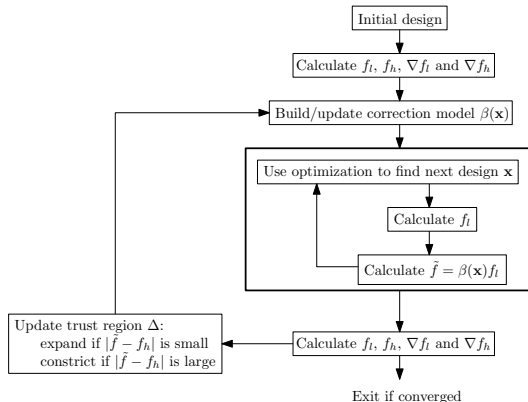 Initial design
Calculate f_l, f_h, ∇f_l and ∇f_h
Build/update correction model β(𝐱)
Use optimization to find next design 𝐱
Calculate f_l
Calculate f̃ = β(𝐱)f_l
Update trust region Δ:
expand if |f̃ − f_h| is small
constrict if |f̃ − f_h| is large
Calculate f_l, f_h, ∇f_l and ∇f_h
Exit if converged